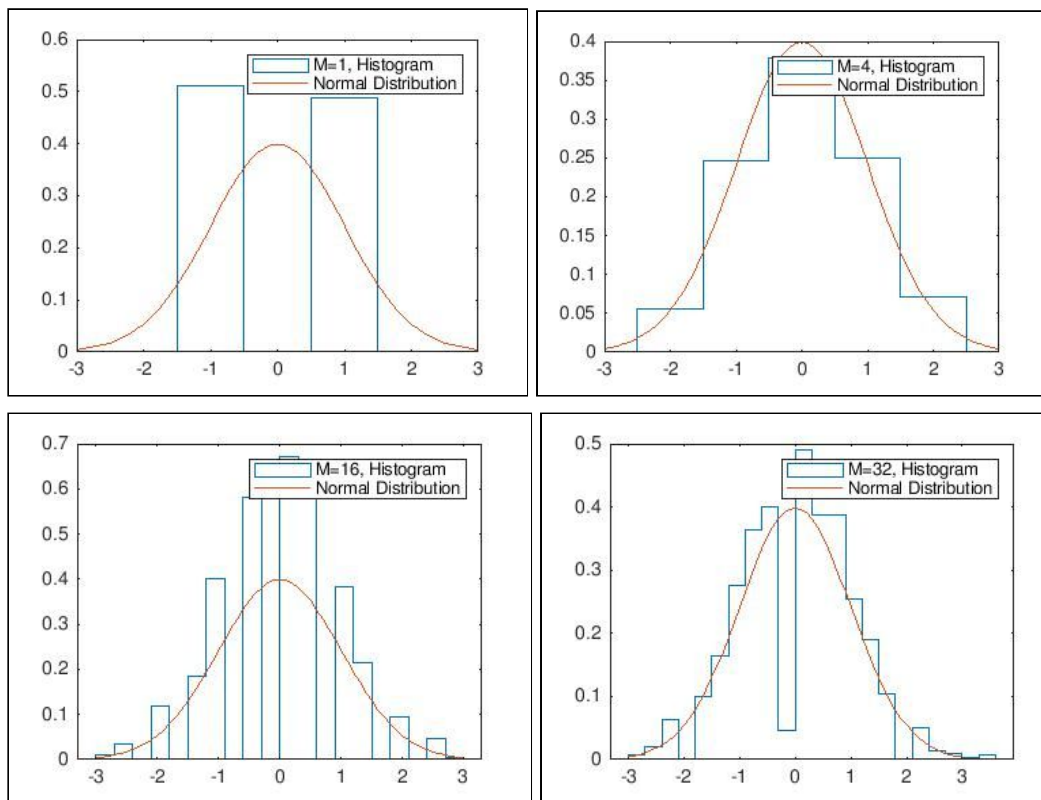 0.6
0.5
0.4
0.3
0.2
0.1
0
-3 -2 -1 0 1 2 3
M=1, Histogram
Normal Distribution
0.4
0.35
0.3
0.25
0.2
0.15
0.1
0.05
0
-3 -2 -1 0 1 2 3
M=4, Histogram
Normal Distribution
0.7
0.6
0.5
0.4
0.3
0.2
0.1
0
-3 -2 -1 0 1 2 3
M=16, Histogram
Normal Distribution
0.5
0.4
0.3
0.2
0.1
0
-3 -2 -1 0 1 2 3
M=32, Histogram
Normal Distribution